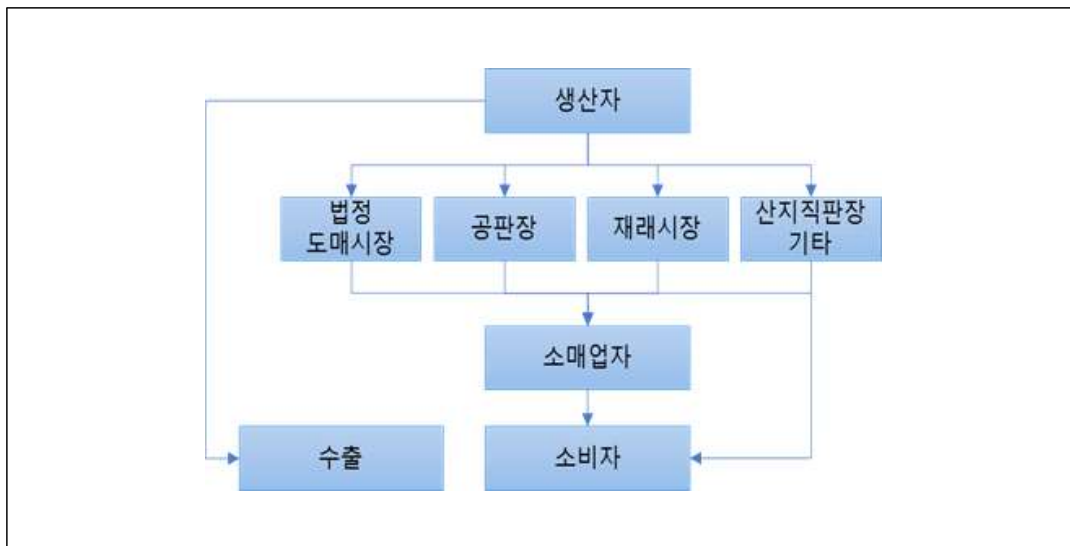 생산자
법정
도매시장
공판장
재래시장
산지직판장
기타
소매업자
수출
소비자